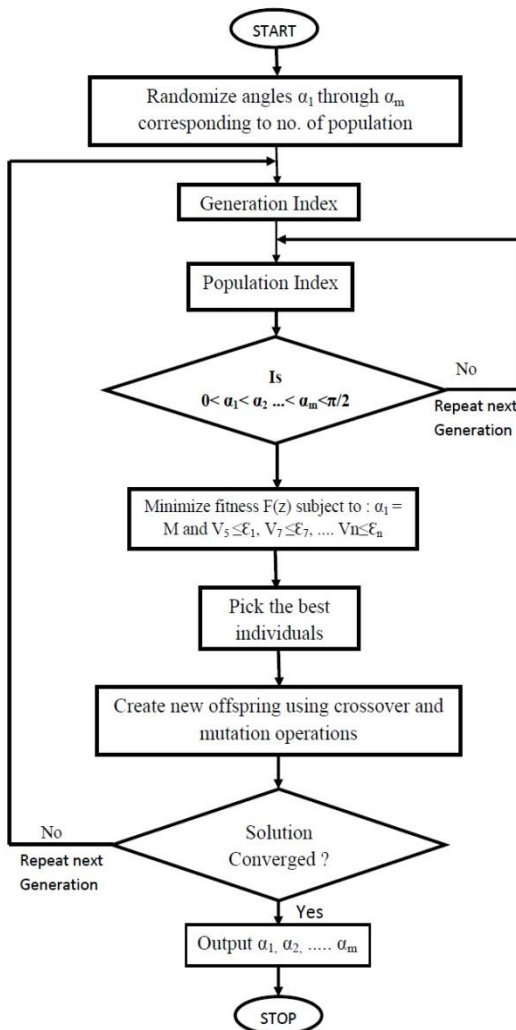 START
Randomize angles α₁ through αₘ
corresponding to no. of population
Generation Index
Population Index
Is
0< α₁< α₂ ...< αₘ<π/2
No
Repeat next
Generation
Minimize fitness F(z) subject to : α₁ =
M and V₅ ≤Ɛ₁, V₇ ≤Ɛ₇, .... Vn≤Ɛₙ
Pick the best
individuals
Create new offspring using crossover and
mutation operations
No
Repeat next
Generation
Solution
Converged ?
Yes
Output α₁, α₂, ..... αₘ
STOP